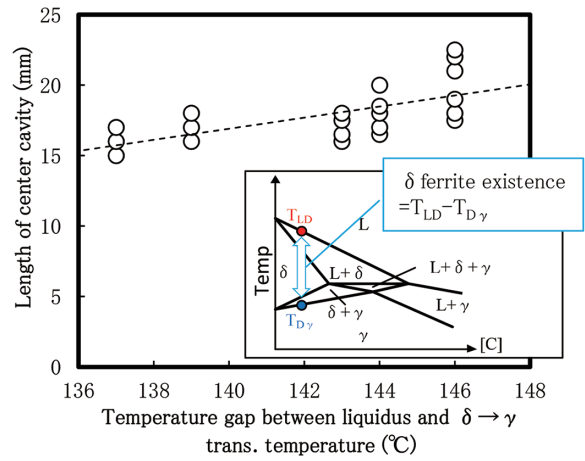 25
20
15
10
5
0
Length of center cavity (mm)
136
138
140
142
144
146
148
Temperature gap between liquidus and δ→γ
trans. temperature (℃)
δ ferrite existence
=TLD−TDγ
Temp
TLD
L
δ
L+δ
L+δ+γ
δ+γ
L+γ
TDγ
γ
[C]